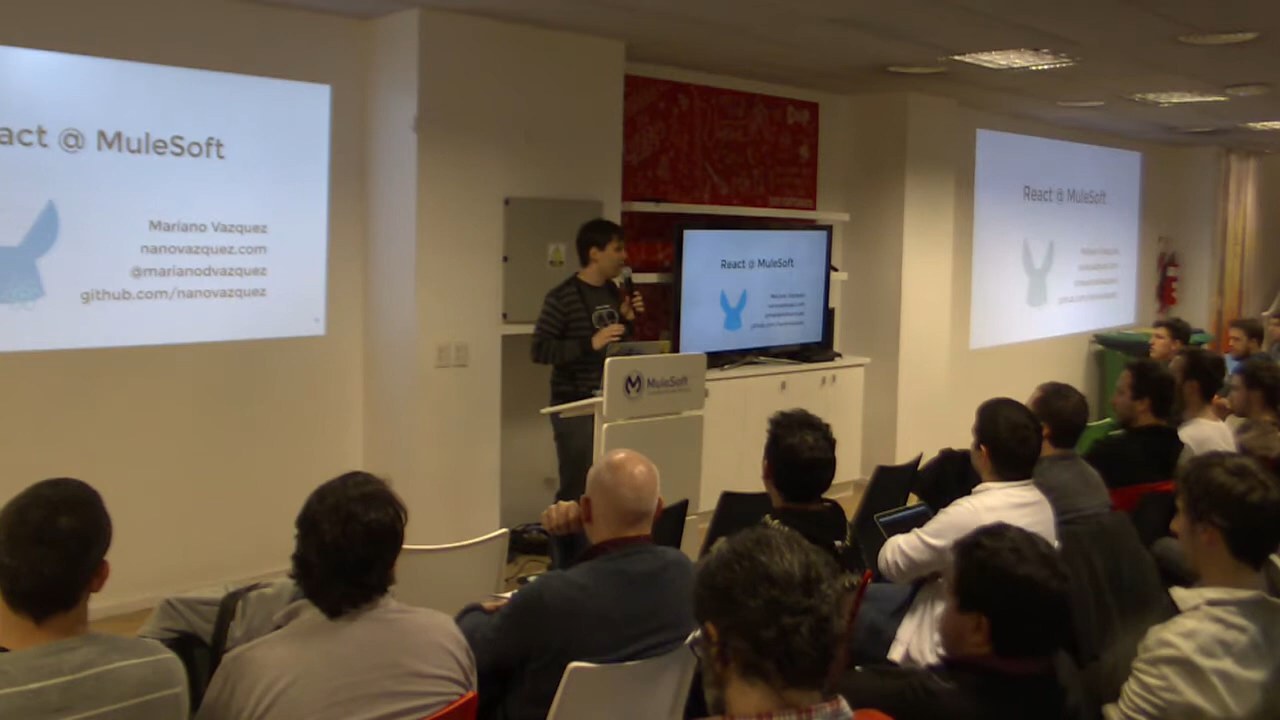 act @ MuleSoft
Mariano Vazquez
nanovazquez.com
@marianodvazquez
github.com/nanovazquez
React @ MuleSoft
MuleSoft
React @ MuleSoft